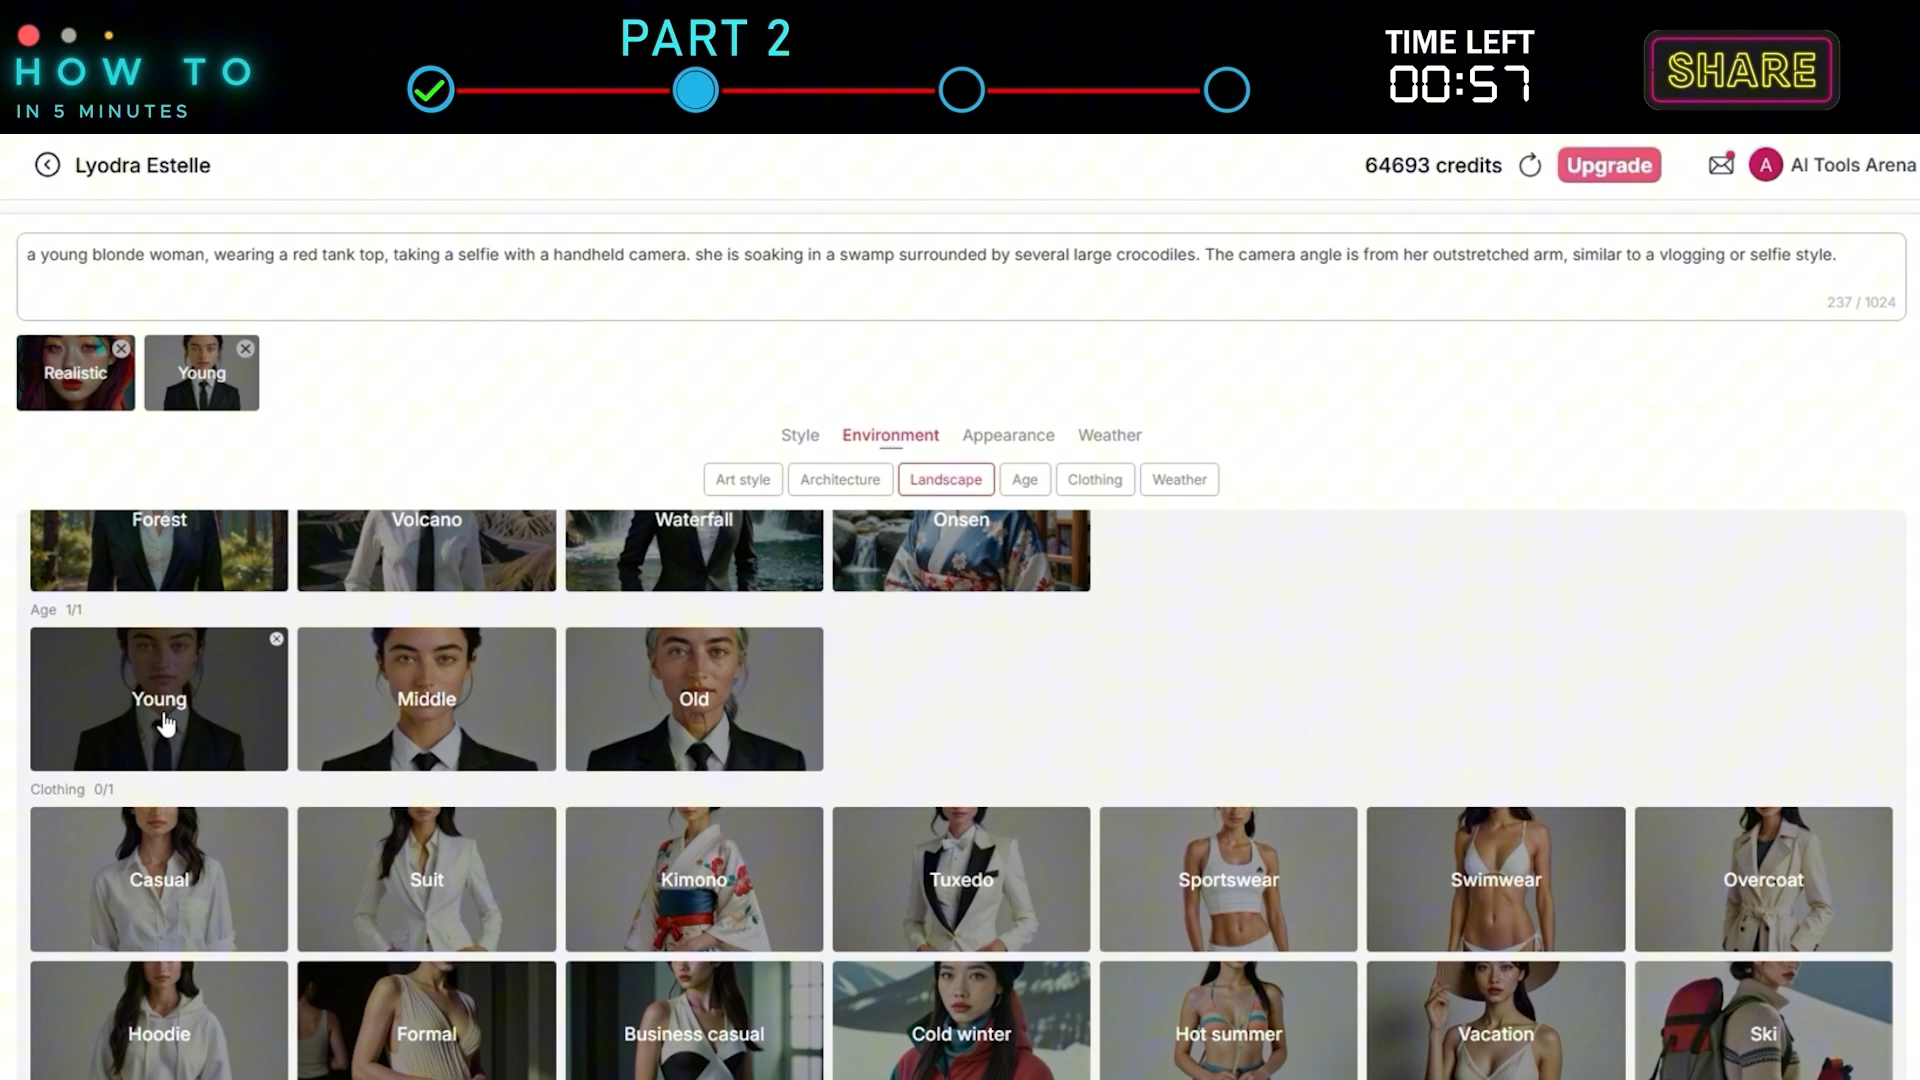 PART 2
HOW TO
IN 5 MINUTES
TIME LEFT
00:57
SHARE
Lyodra Estelle
64693 credits
Upgrade
A
AI Tools Arena
a young blonde woman, wearing a red tank top, taking a selfie with a handheld camera. she is soaking in a swamp surrounded by several large crocodiles. The camera angle is from her outstretched arm, similar to a vlogging or selfie style.
237 / 1024
Realistic
Young
Style Environment Appearance Weather
Art style Architecture Landscape Age Clothing Weather
Forest Volcano Waterfall Onsen
Age 1/1
Young Middle Old
Clothing 0/1
Casual Suit Kimono Tuxedo Sportswear Swimwear Overcoat
Hoodie Formal Business casual Cold winter Hot summer Vacation Ski